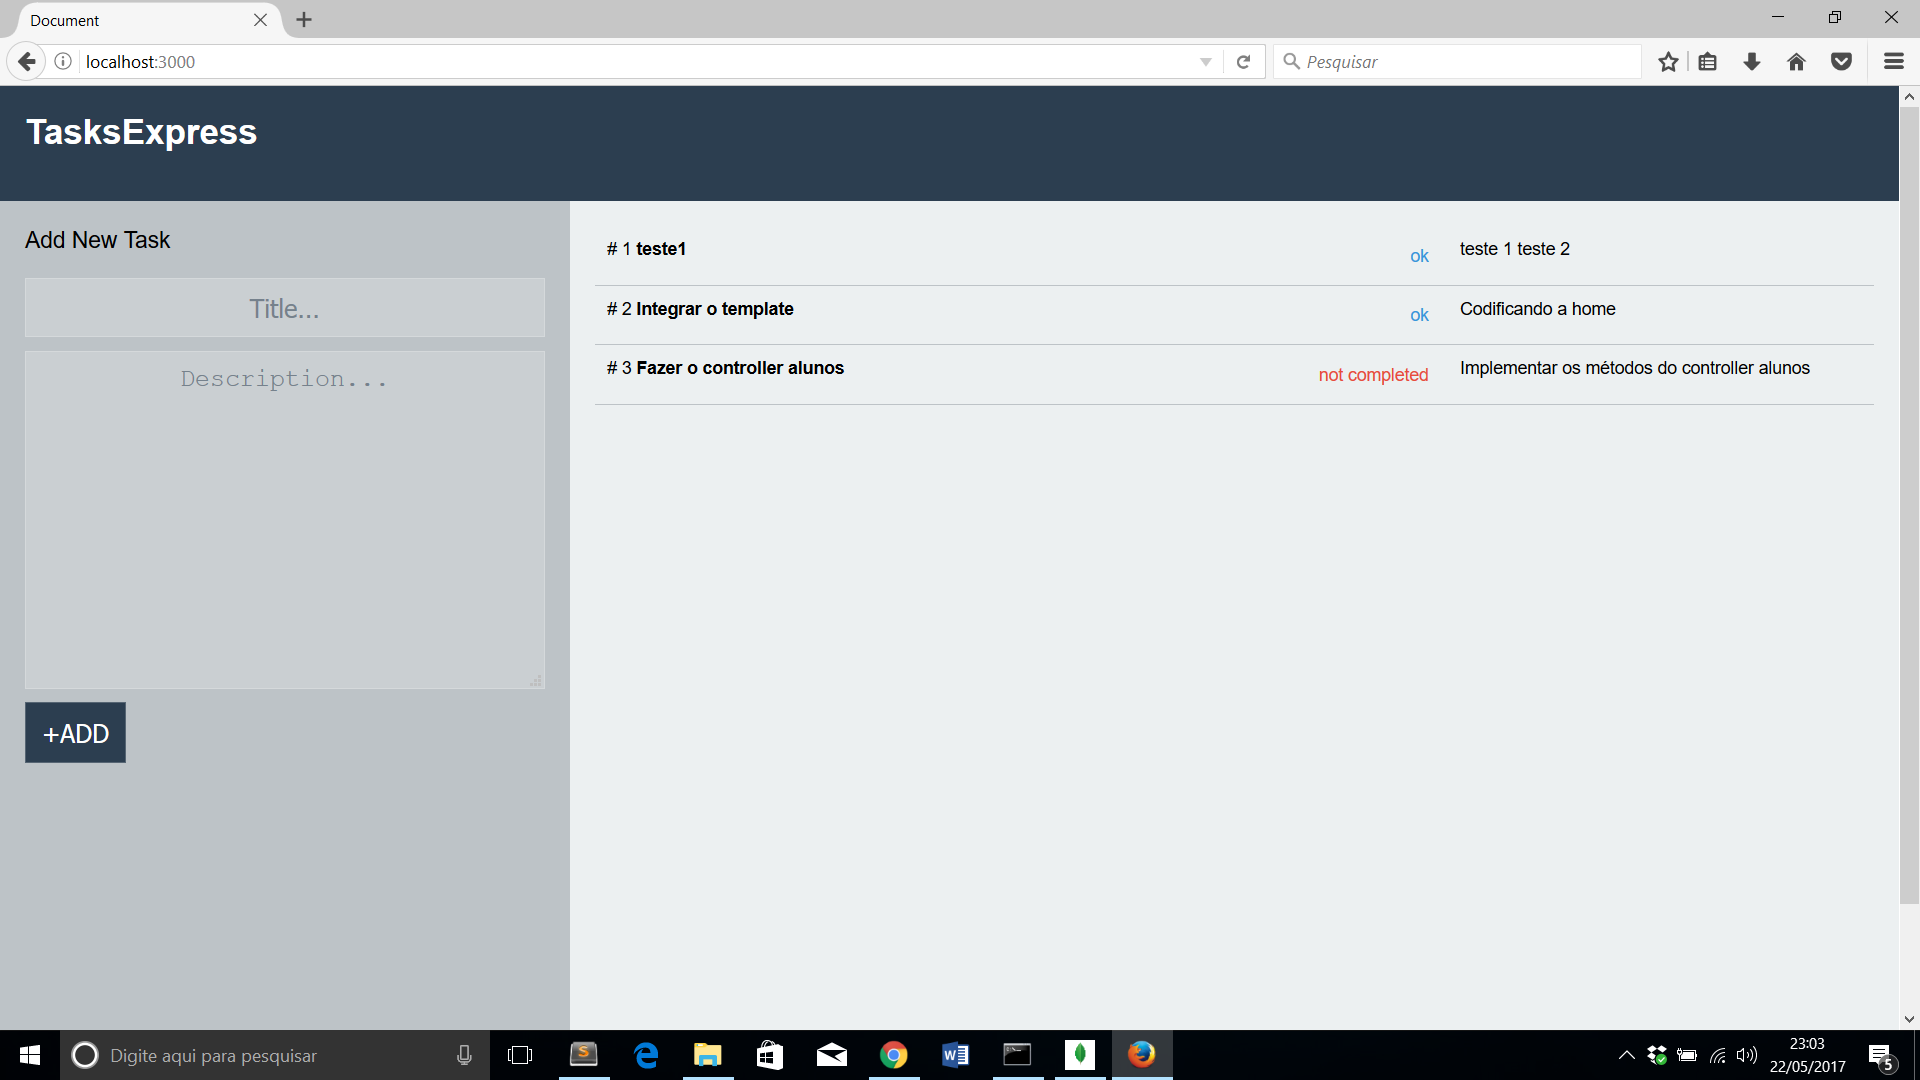 Document
localhost:3000
Pesquisar
TasksExpress
Add New Task
Title...
Description...
+ADD
# 1 teste1 ok teste 1 teste 2
# 2 Integrar o template ok Codificando a home
# 3 Fazer o controller alunos not completed Implementar os métodos do controller alunos
Digite aqui para pesquisar
23:03
22/05/2017
5